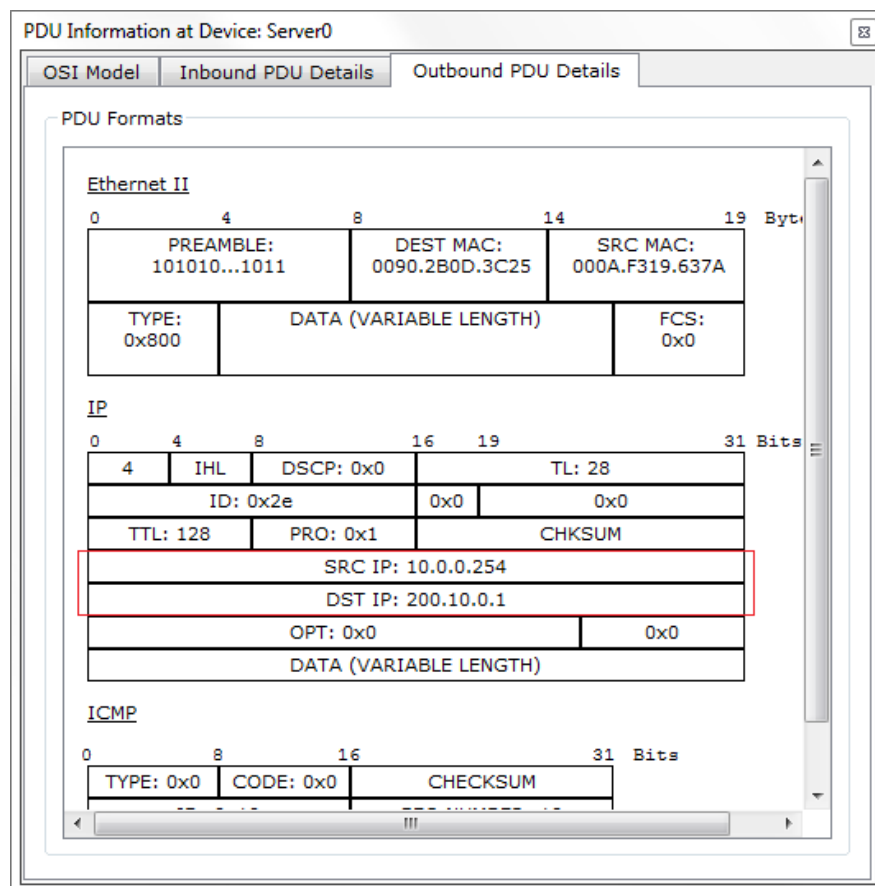 PDU Information at Device: Server0
OSI Model Inbound PDU Details Outbound PDU Details
PDU Formats
Ethernet II
0 4 8 14 19
PREAMBLE: DEST MAC: SRC MAC:
101010...1011 0090.2B0D.3C25 000A.F319.637A
TYPE: DATA (VARIABLE LENGTH) FCS:
0x800 0x0
IP
0 4 8 16 19 31 Bits
4 IHL DSCP: 0x0 TL: 28
ID: 0x2e 0x0 0x0
TTL: 128 PRO: 0x1 CHKSUM
SRC IP: 10.0.0.254
DST IP: 200.10.0.1
OPT: 0x0 0x0
DATA (VARIABLE LENGTH)
ICMP
0 8 16 31 Bits
TYPE: 0x0 CODE: 0x0 CHECKSUM